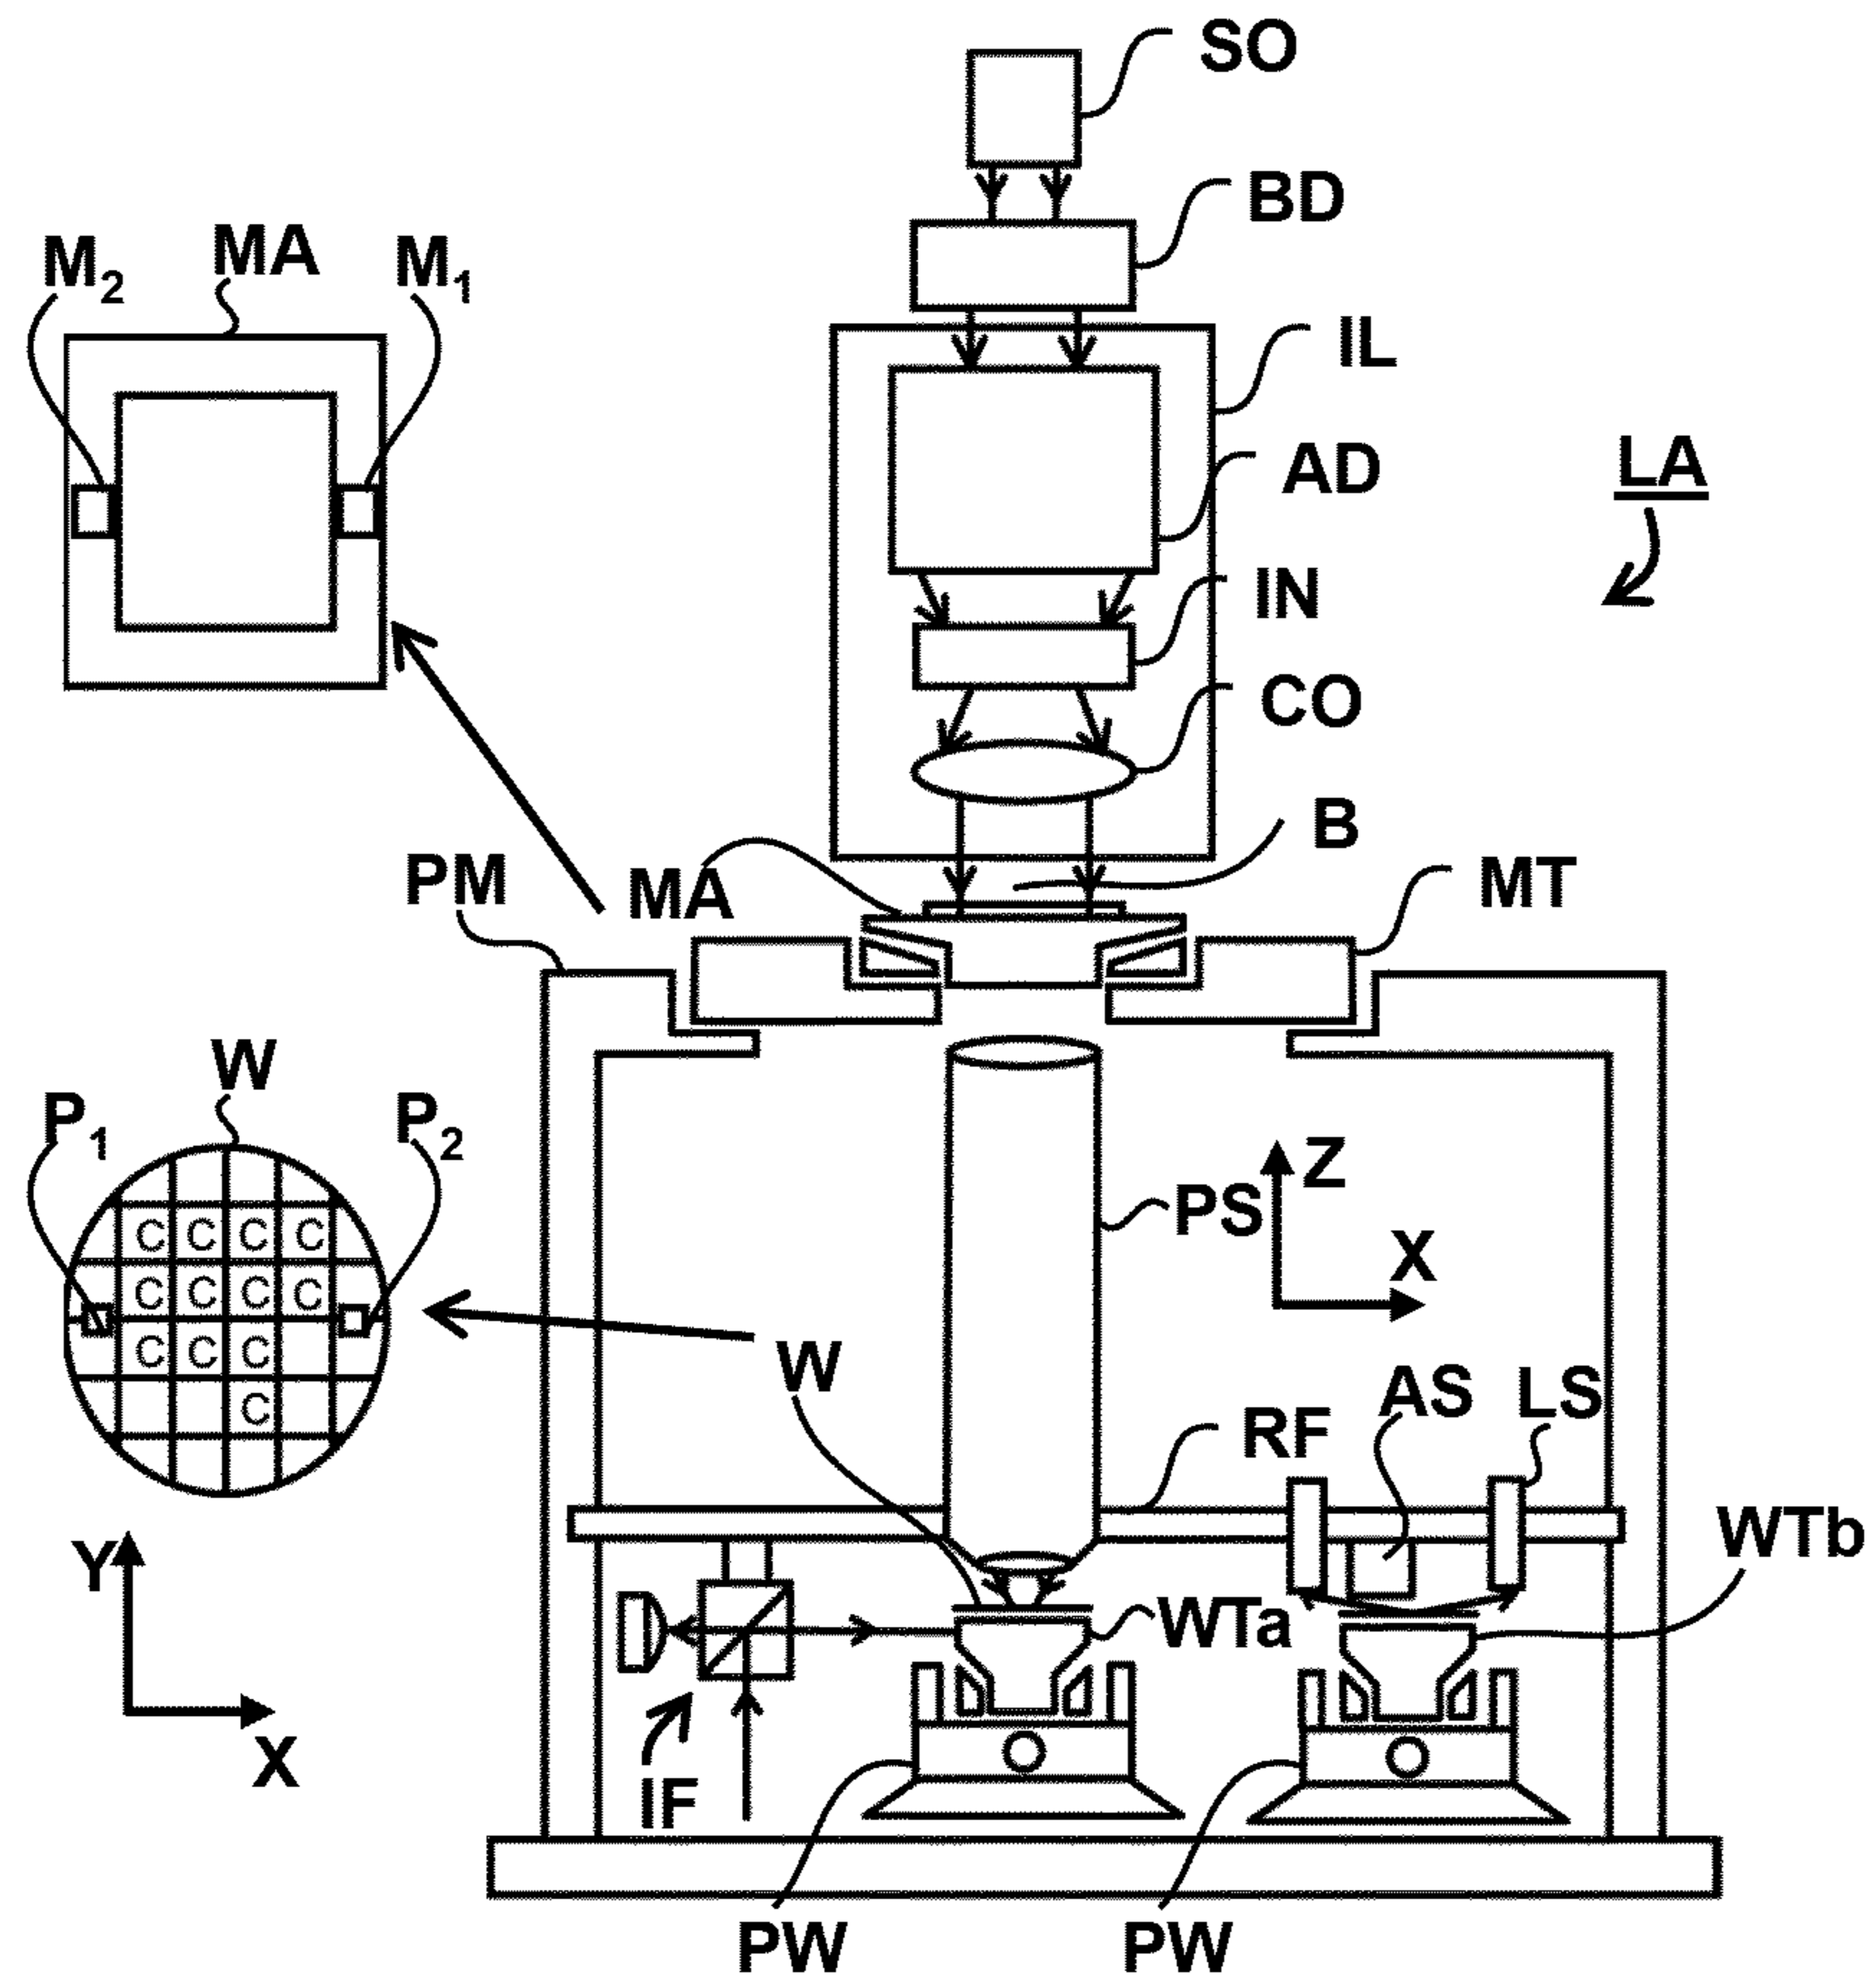 SO
BD
M2 MA M1
IL
AD
LA
IN
CO
B
PM
MA
MT
W
P1 P2
C C C C
C C C C
C C C
C
Z
PS
X
W
AS
LS
RF
Y
X
WTb
WTa
IF
PW PW